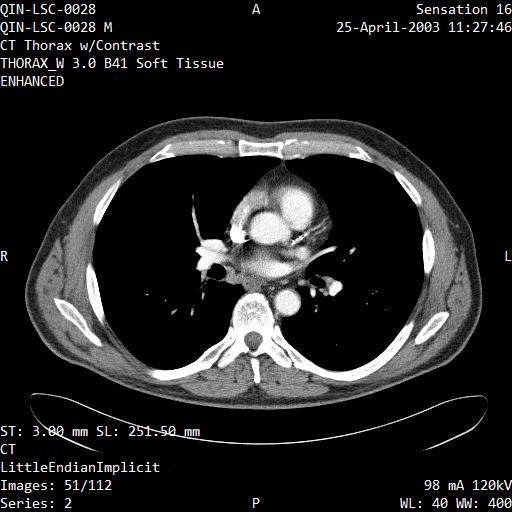 QIN-LSC-0028
A
Sensation 16
QIN-LSC-0028 M
25-April-2003 11:27:46
CT Thorax w/Contrast
THORAX_W 3.0 B41 Soft Tissue
ENHANCED
R
L
ST: 3.00 mm SL: 251.50 mm
CT
LittleEndianImplicit
Images: 51/112
98 mA 120kV
Series: 2
P
WL: 40 WW: 400